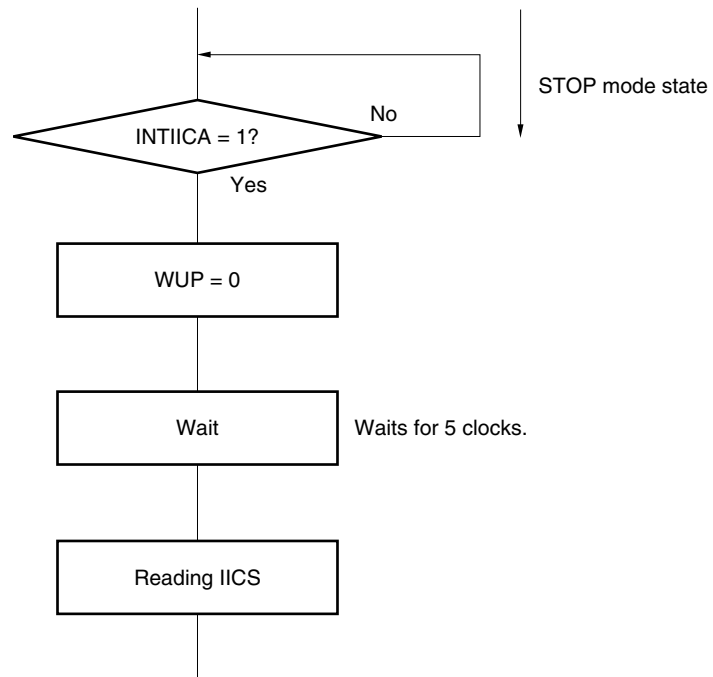 STOP mode state
No
INTIICA = 1?
Yes
WUP = 0
Wait
Waits for 5 clocks.
Reading IICS